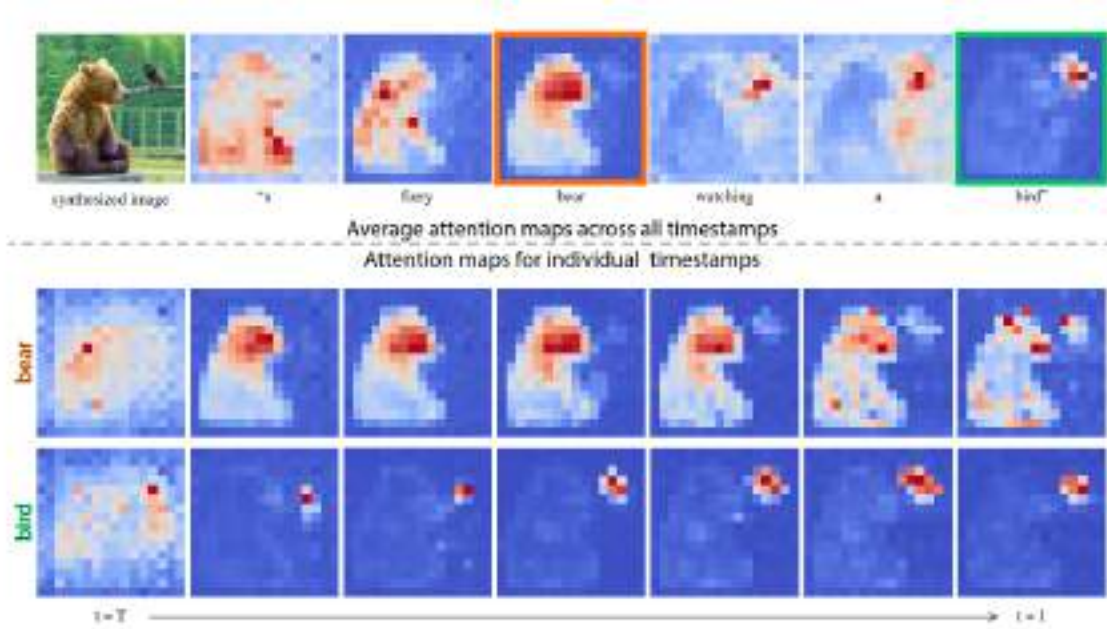 synthesized image "a furry bear watching a bird"
Average attention maps across all timestamps
Attention maps for individual timestamps
bear
bird
t = T t = 1